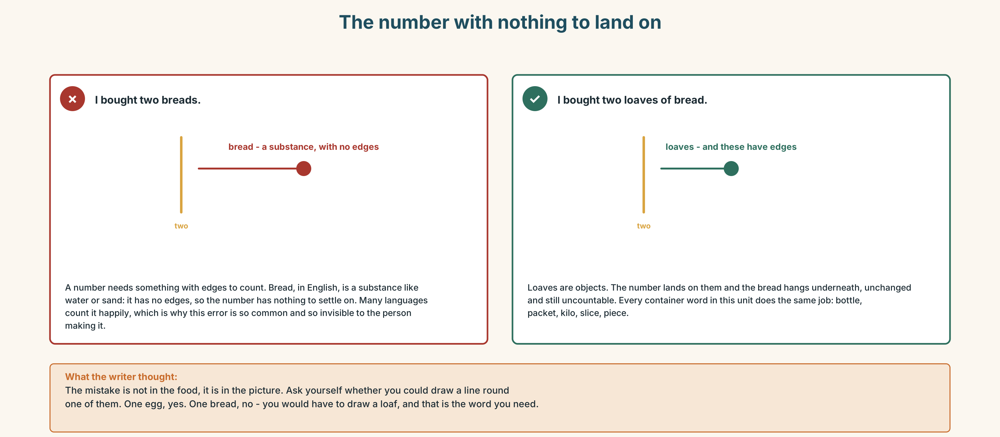 The number with nothing to land on
I bought two breads.
bread - a substance, with no edges
two
A number needs something with edges to count. Bread, in English, is a substance like
water or sand: it has no edges, so the number has nothing to settle on. Many languages
count it happily, which is why this error is so common and so invisible to the person
making it.
I bought two loaves of bread.
loaves - and these have edges
two
Loaves are objects. The number lands on them and the bread hangs underneath, unchanged
and still uncountable. Every container word in this unit does the same job: bottle,
packet, kilo, slice, piece.
What the writer thought:
The mistake is not in the food, it is in the picture. Ask yourself whether you could draw a line round
one of them. One egg, yes. One bread, no - you would have to draw a loaf, and that is the word you need.